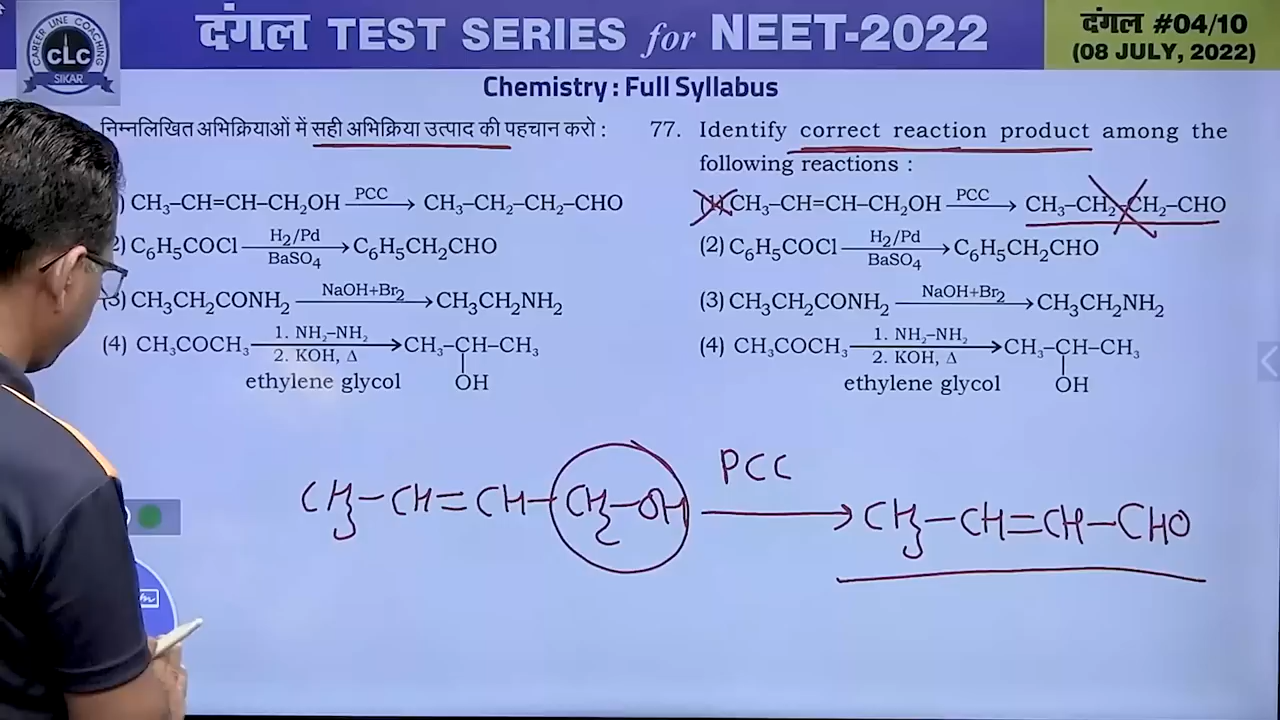 दंगल TEST SERIES for NEET-2022
दंगल #04/10
(08 JULY, 2022)
CAREER LINE COACHING
CLC
SIKAR
Chemistry : Full Syllabus
निम्नलिखित अभिक्रियाओं में सही अभिक्रिया उत्पाद की पहचान करो :
) CH₃–CH=CH–CH₂OH PCC → CH₃–CH₂–CH₂–CHO
2) C₆H₅COCl H₂/Pd BaSO₄ → C₆H₅CH₂CHO
(3) CH₃CH₂CONH₂ NaOH+Br₂ → CH₃CH₂NH₂
(4) CH₃COCH₃ 1. NH₂–NH₂ 2. KOH, Δ → CH₃–CH–CH₃
ethylene glycol OH
77. Identify correct reaction product among the
following reactions :
(1) CH₃–CH=CH–CH₂OH PCC → CH₃–CH₂–CH₂–CHO
(2) C₆H₅COCl H₂/Pd BaSO₄ → C₆H₅CH₂CHO
(3) CH₃CH₂CONH₂ NaOH+Br₂ → CH₃CH₂NH₂
(4) CH₃COCH₃ 1. NH₂–NH₂ 2. KOH, Δ → CH₃–CH–CH₃
ethylene glycol OH
CH₃–CH=CH–CH₂–OH PCC → CH₃–CH=CH–CHO